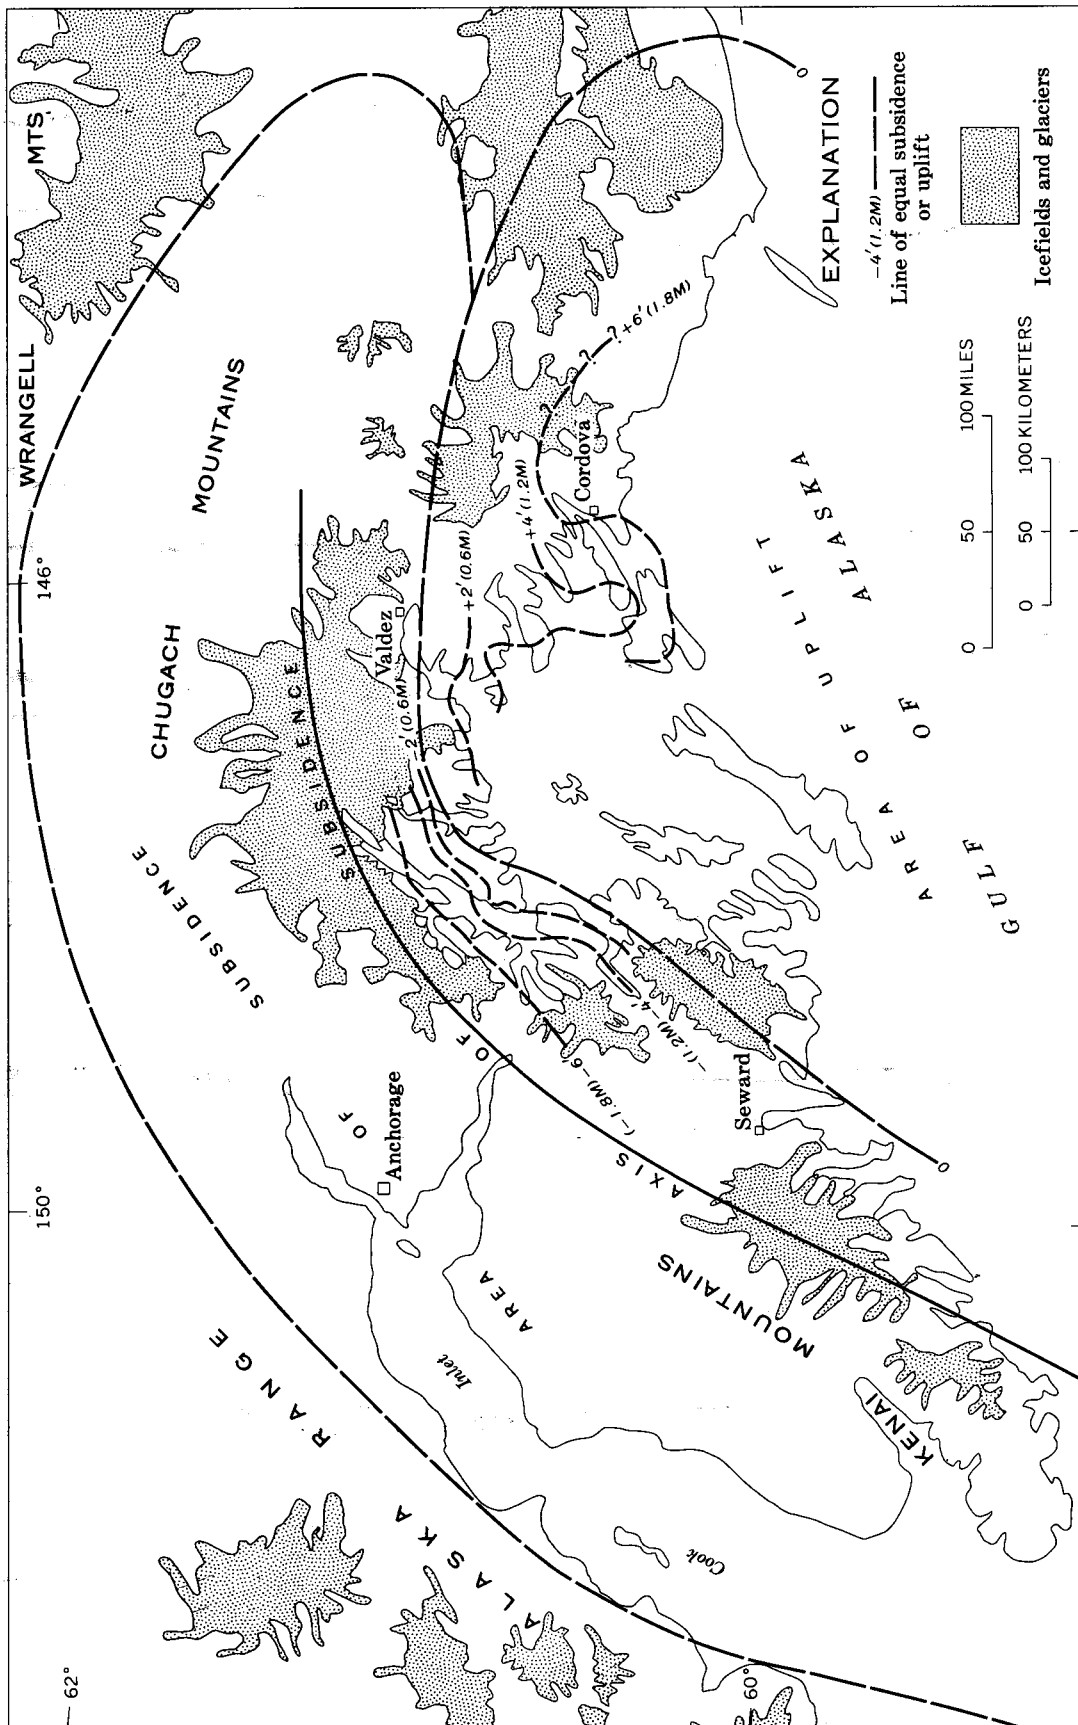 WRANGELL MTS.
146°
150°
62°
60°
CHUGACH
MOUNTAINS
ALASKA RANGE
AREA OF SUBSIDENCE
AXIS OF SUBSIDENCE
KENAI MOUNTAINS
Cook Inlet
Anchorage
Valdez
Cordova
Seward
-2'(0.6M)
+2'(0.6M)
+4'(1.2M)
? ? ? +6'(1.8M)
(-1.8M)-6'
-(1.2M)-4'
0
0
AREA OF UPLIFT
GULF OF ALASKA
EXPLANATION
-4'(1.2M)
Line of equal subsidence
or uplift
Icefields and glaciers
0 50 100 MILES
0 50 100 KILOMETERS